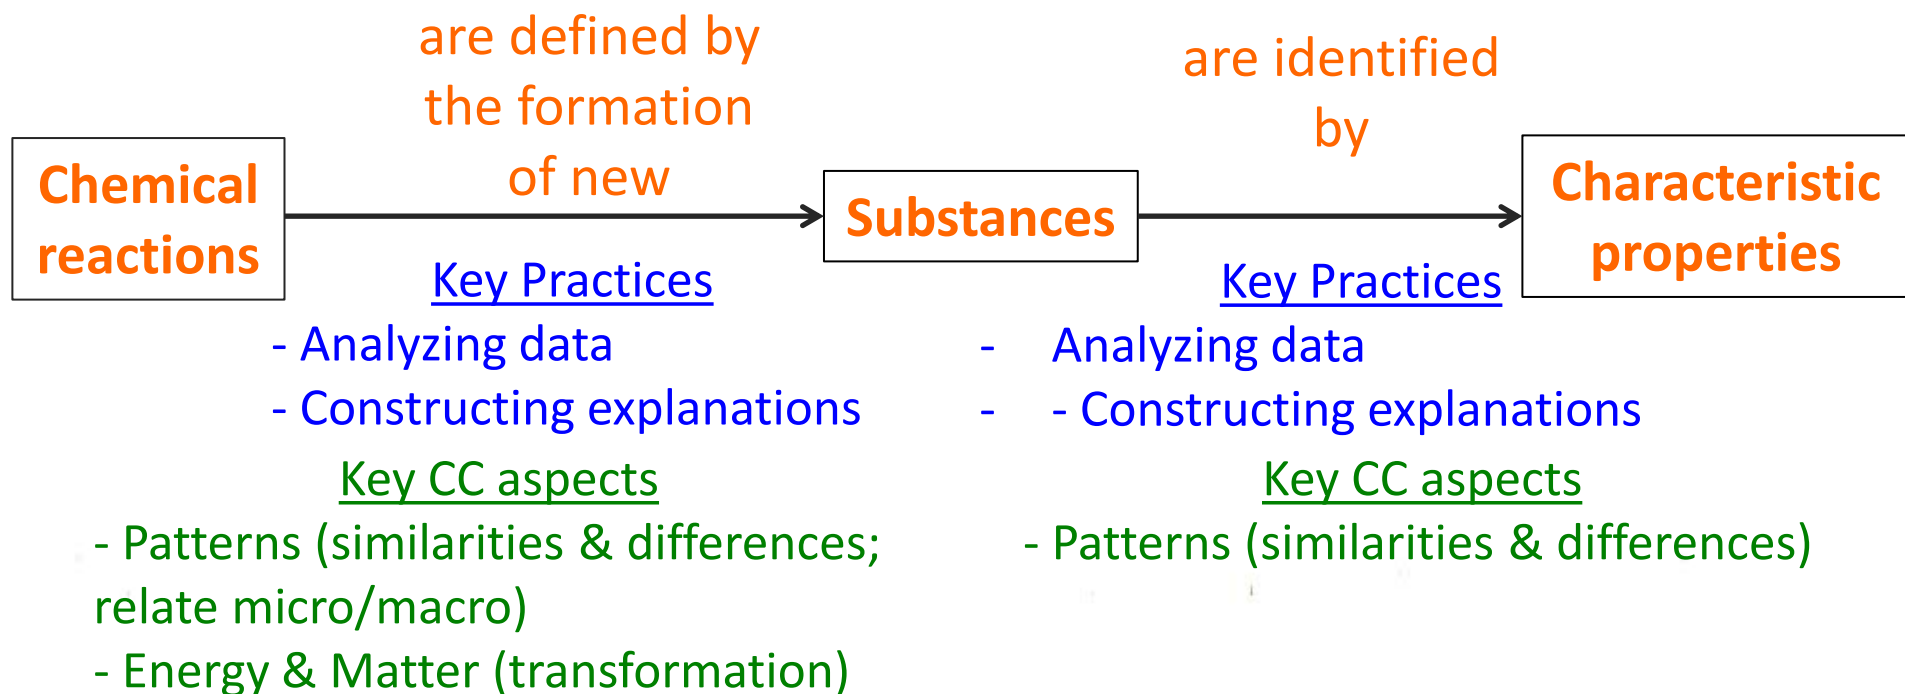 are defined by
the formation
of new
are identified
by
Chemical
reactions
Substances
Characteristic
properties
Key Practices
- Analyzing data
- Constructing explanations
Key Practices
- Analyzing data
- - Constructing explanations
Key CC aspects
- Patterns (similarities & differences;
relate micro/macro)
- Energy & Matter (transformation)
Key CC aspects
- Patterns (similarities & differences)